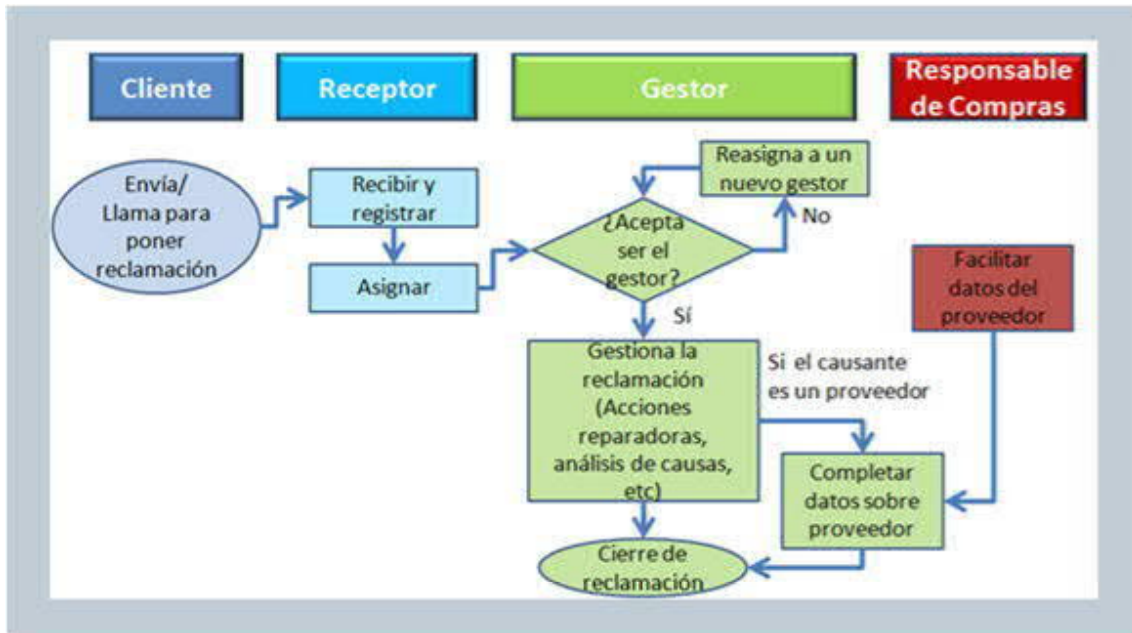 Cliente
Receptor
Gestor
Responsable
de Compras
Envía/
Llama para
poner
reclamación
Recibir y
registrar
Asignar
Reasigna a un
nuevo gestor
¿Acepta
ser el
gestor?
No
Sí
Facilitar
datos del
proveedor
Gestiona la
reclamación
(Acciones
reparadoras,
análisis de causas,
etc)
Si el causante
es un proveedor
Completar
datos sobre
proveedor
Cierre de
reclamación